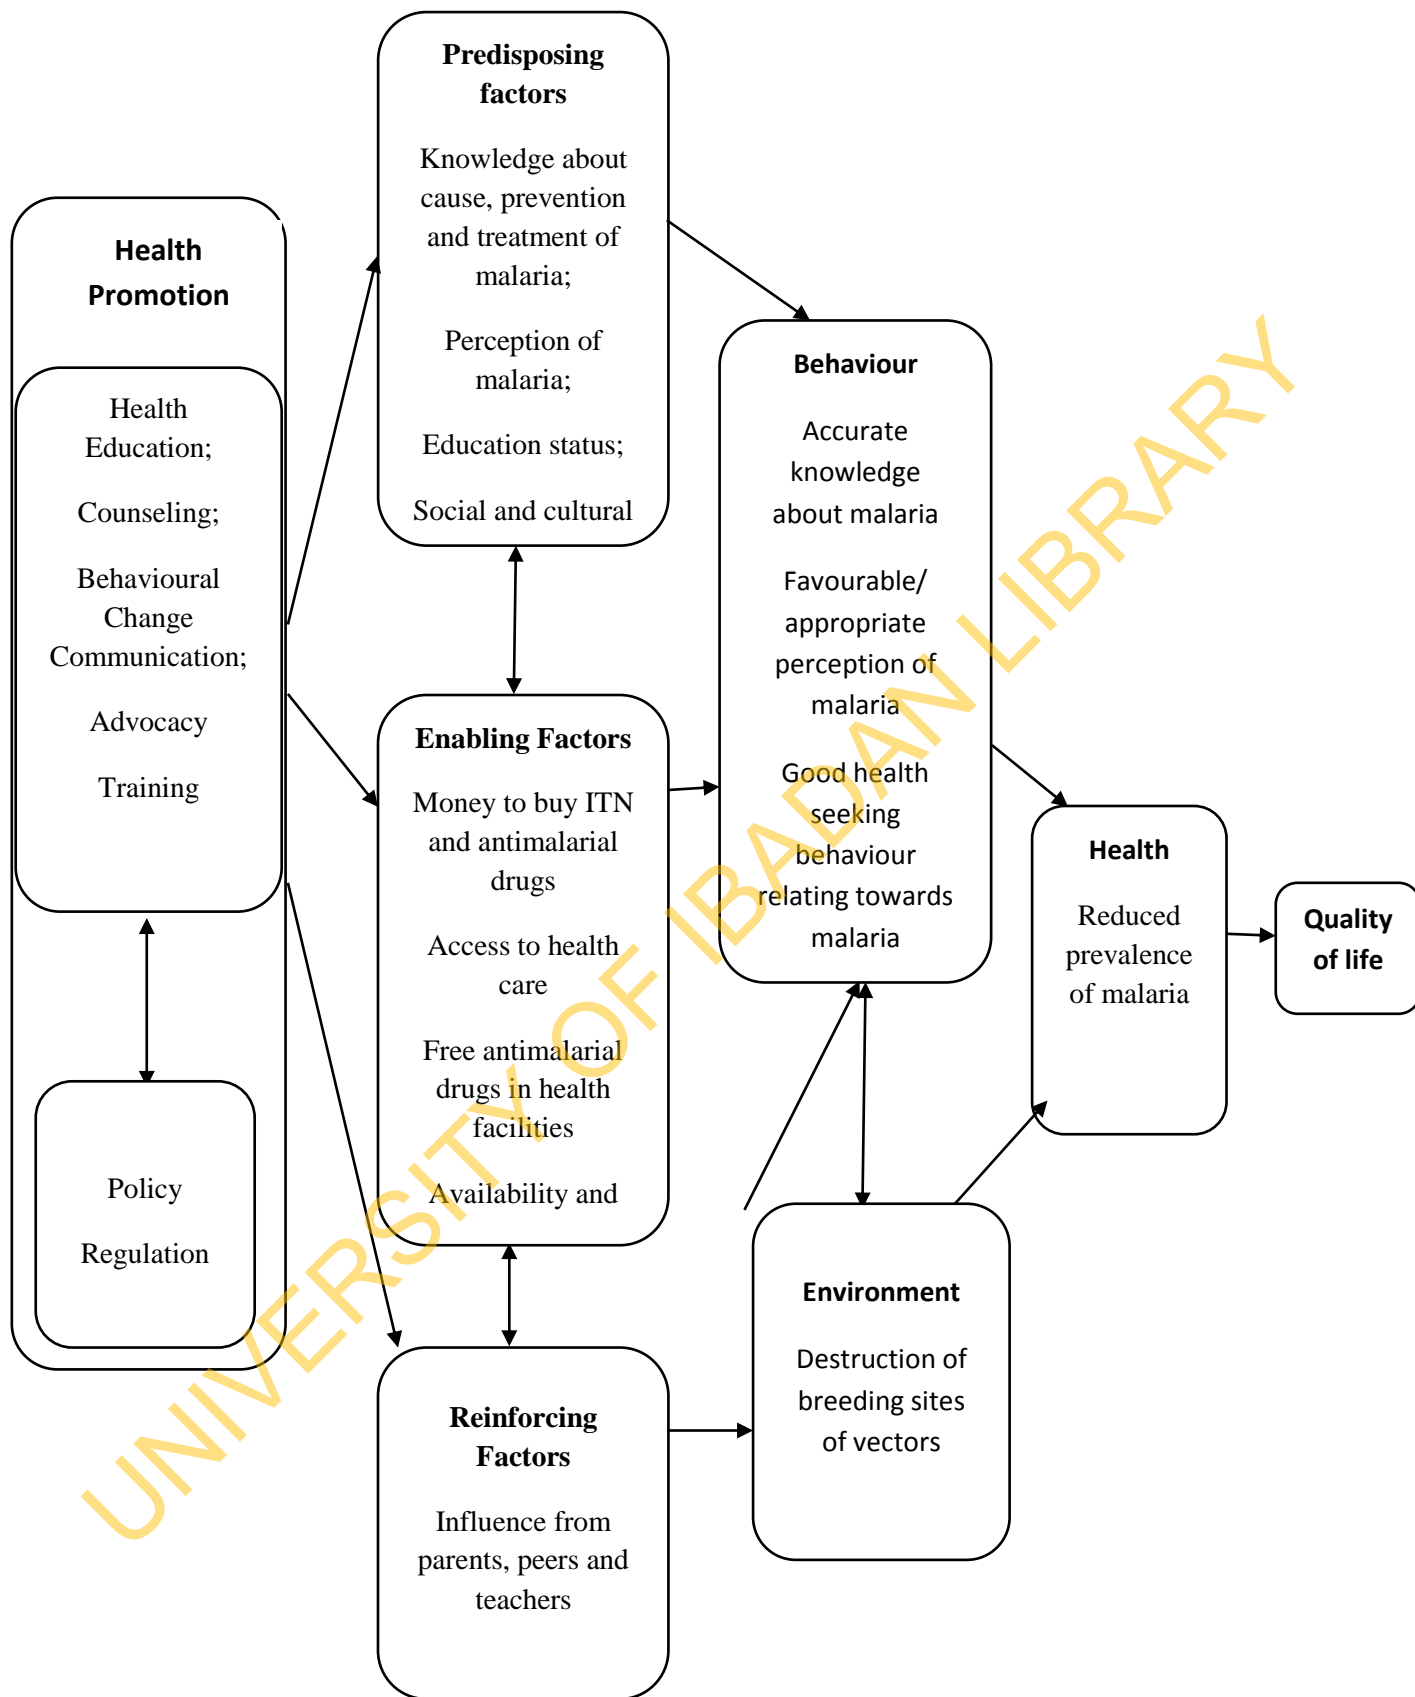 Health
Promotion
Health
Education;
Counseling;
Behavioural
Change
Communication;
Advocacy
Training
Policy
Regulation
Predisposing
factors
Knowledge about
cause, prevention
and treatment of
malaria;
Perception of
malaria;
Education status;
Social and cultural
Enabling Factors
Money to buy ITN
and antimalarial
drugs
Access to health
care
Free antimalarial
drugs in health
facilities
Availability and
Reinforcing
Factors
Influence from
parents, peers and
teachers
Behaviour
Accurate
knowledge
about malaria
Favourable/
appropriate
perception of
malaria
Good health
seeking
behaviour
relating towards
malaria
Environment
Destruction of
breeding sites
of vectors
Health
Reduced
prevalence
of malaria
Quality
of life
UNIVERSITY OF IBADAN LIBRARY